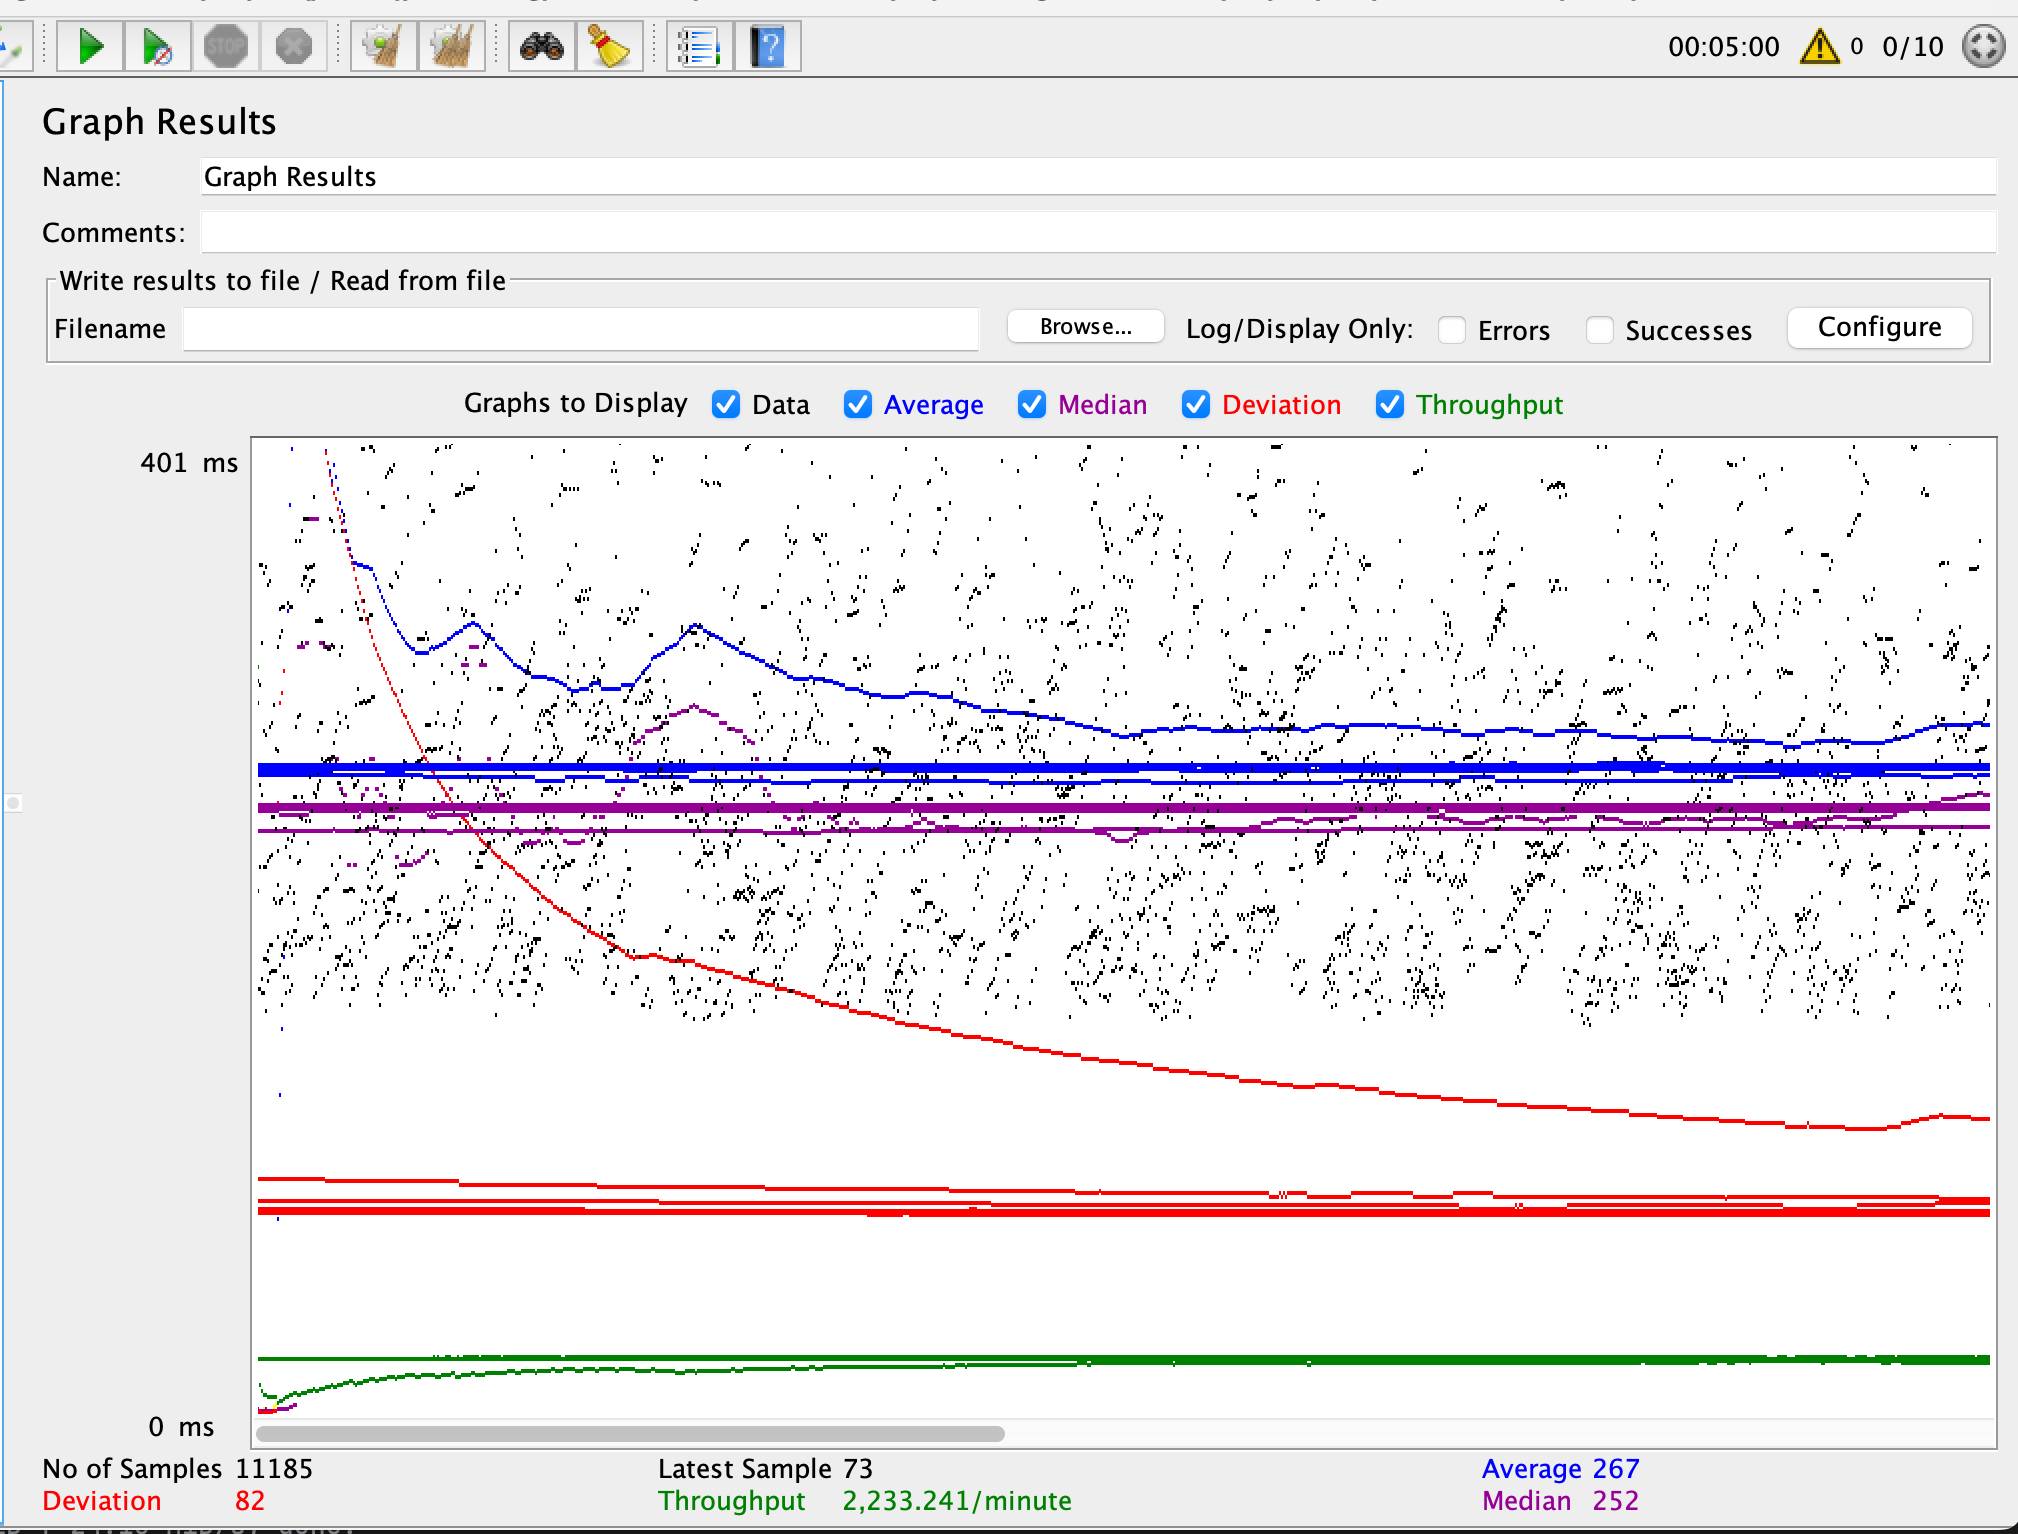 STOP
00:05:00 0 0/10
Graph Results
Name: Graph Results
Comments:
Write results to file / Read from file
Filename Browse... Log/Display Only: Errors Successes Configure
Graphs to Display Data Average Median Deviation Throughput
401 ms
0 ms
No of Samples 11185 Latest Sample 73 Average 267
Deviation 82 Throughput 2,233.241/minute Median 252